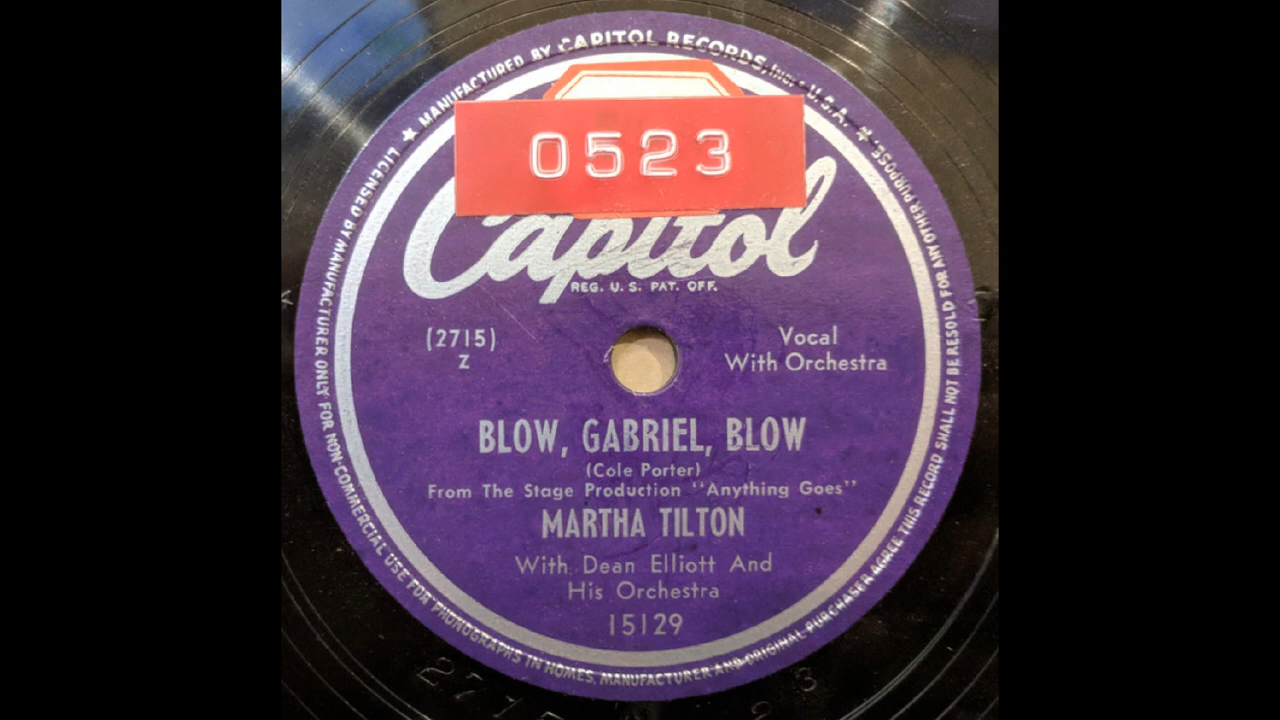 ★ MANUFACTURED BY CAPITOL RECORDS, INC., U.S.A. ★
LICENSED BY MANUFACTURER ONLY FOR NON-COMMERCIAL USE FOR PHONOGRAPHS IN HOMES. MANUFACTURER AND ORIGINAL PURCHASER AGREE THIS RECORD SHALL NOT BE RESOLD FOR ANY OTHER PURPOSE
0523
Capitol
REG. U. S. PAT. OFF.
(2715)
Z
Vocal
With Orchestra
BLOW, GABRIEL, BLOW
(Cole Porter)
From The Stage Production "Anything Goes"
MARTHA TILTON
With Dean Elliott And
His Orchestra
15129